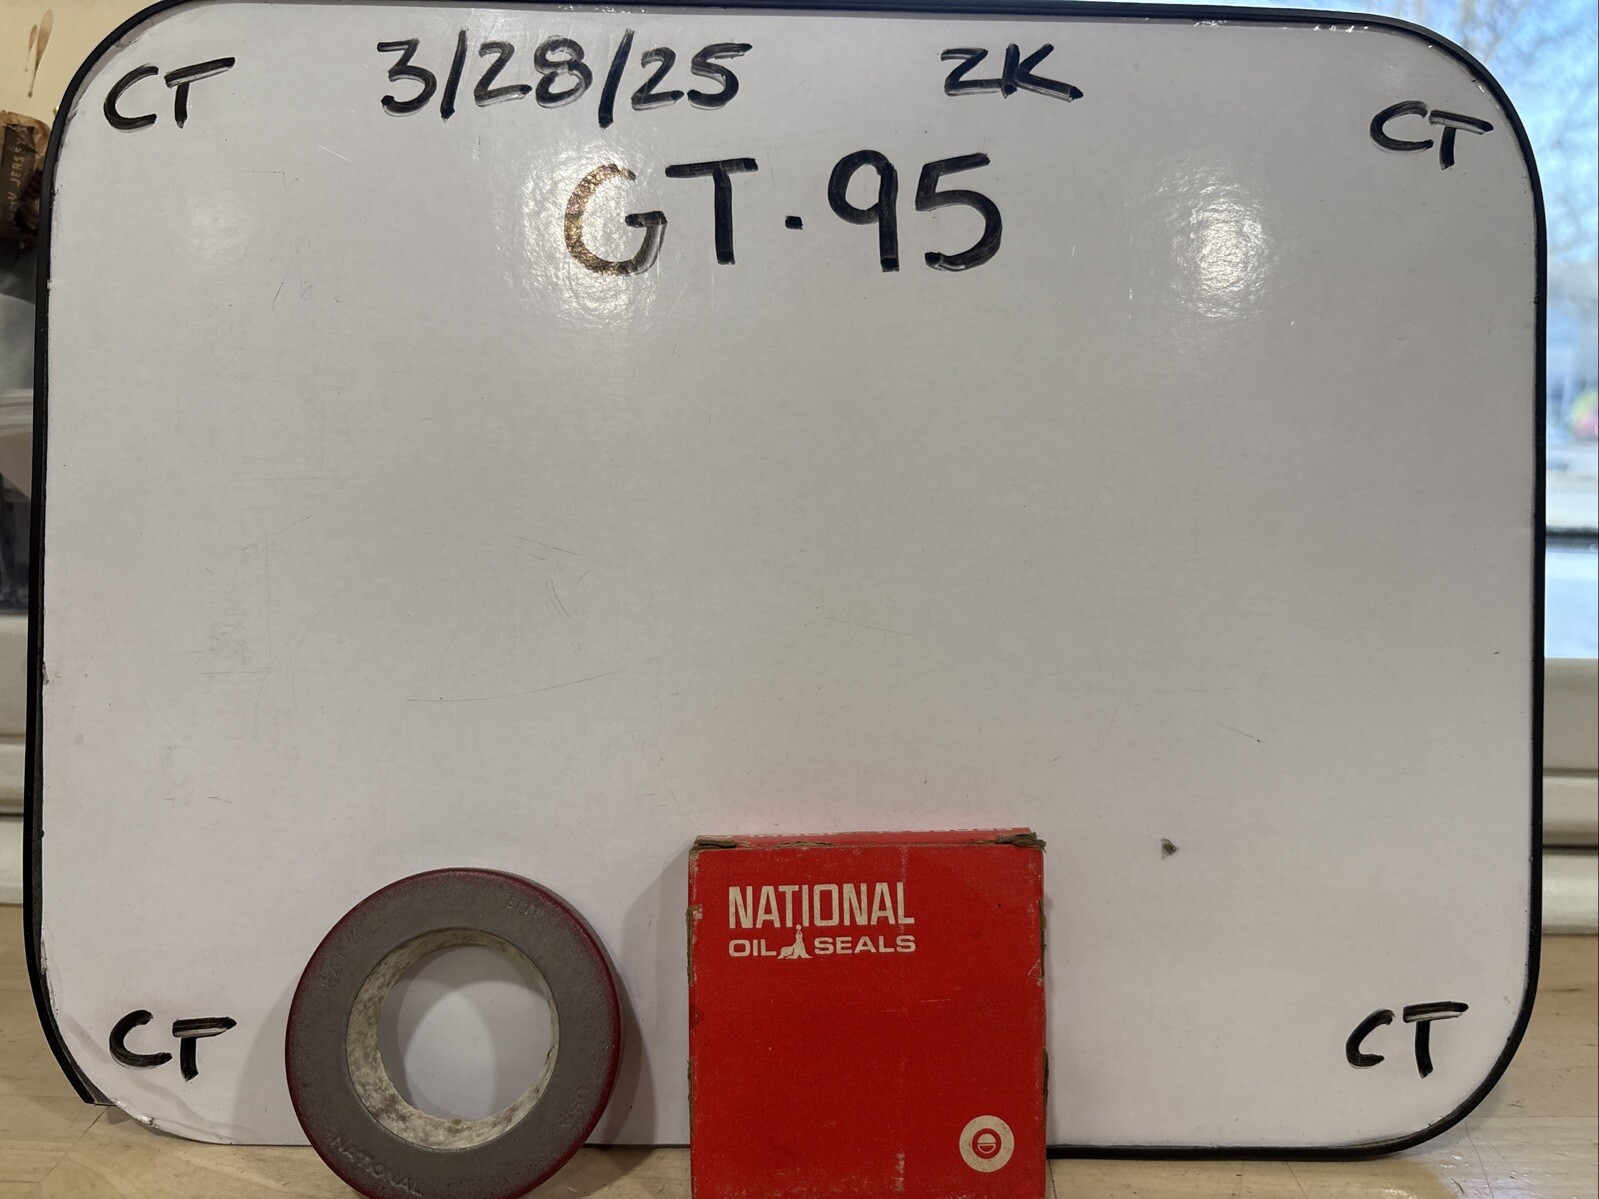 CT 3/28/25 ZK CT
GT.95
NATIONAL
OIL SEALS
CT
CT
NATIONAL